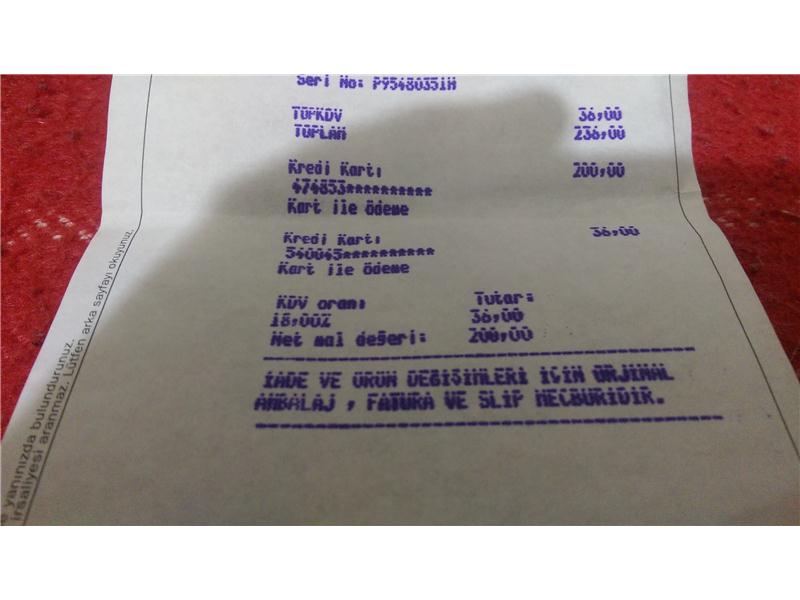 Seri No: P95480351H
TOPKDV 36,00
TOPLAM 236,00
Kredi Kartı 200,00
474853**********
Kart ile ödeme
Kredi Kartı 36,00
540045**********
Kart ile ödeme
KDV oranı Tutar:
18,00% 36,00
Net mal değeri: 200,00
İADE VE ÜRÜN DEĞİŞİMLERİ İÇİN ORJİNAL
AMBALAJ , FATURA VE SLİP MECBURİDİR.
yanınızda bulundurunuz.
irsaliyesi aranmaz. Lütfen arka sayfayı okuyunuz.